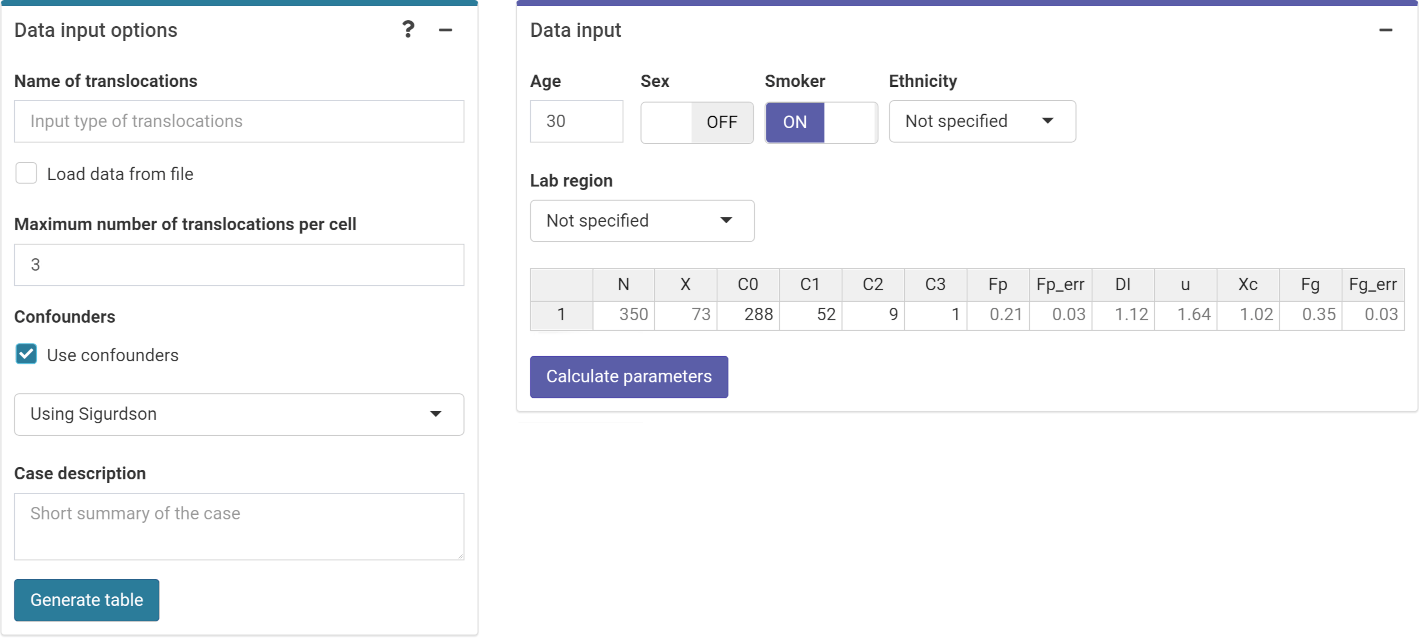 Data input options ? −
Name of translocations
Input type of translocations
Load data from file
Maximum number of translocations per cell
3
Confounders
Use confounders
Using Sigurdson
Case description
Short summary of the case
Generate table
Data input −
Age Sex Smoker Ethnicity
30 OFF ON Not specified
Lab region
Not specified
N X C0 C1 C2 C3 Fp Fp_err DI u Xc Fg Fg_err
1 350 73 288 52 9 1 0.21 0.03 1.12 1.64 1.02 0.35 0.03
Calculate parameters